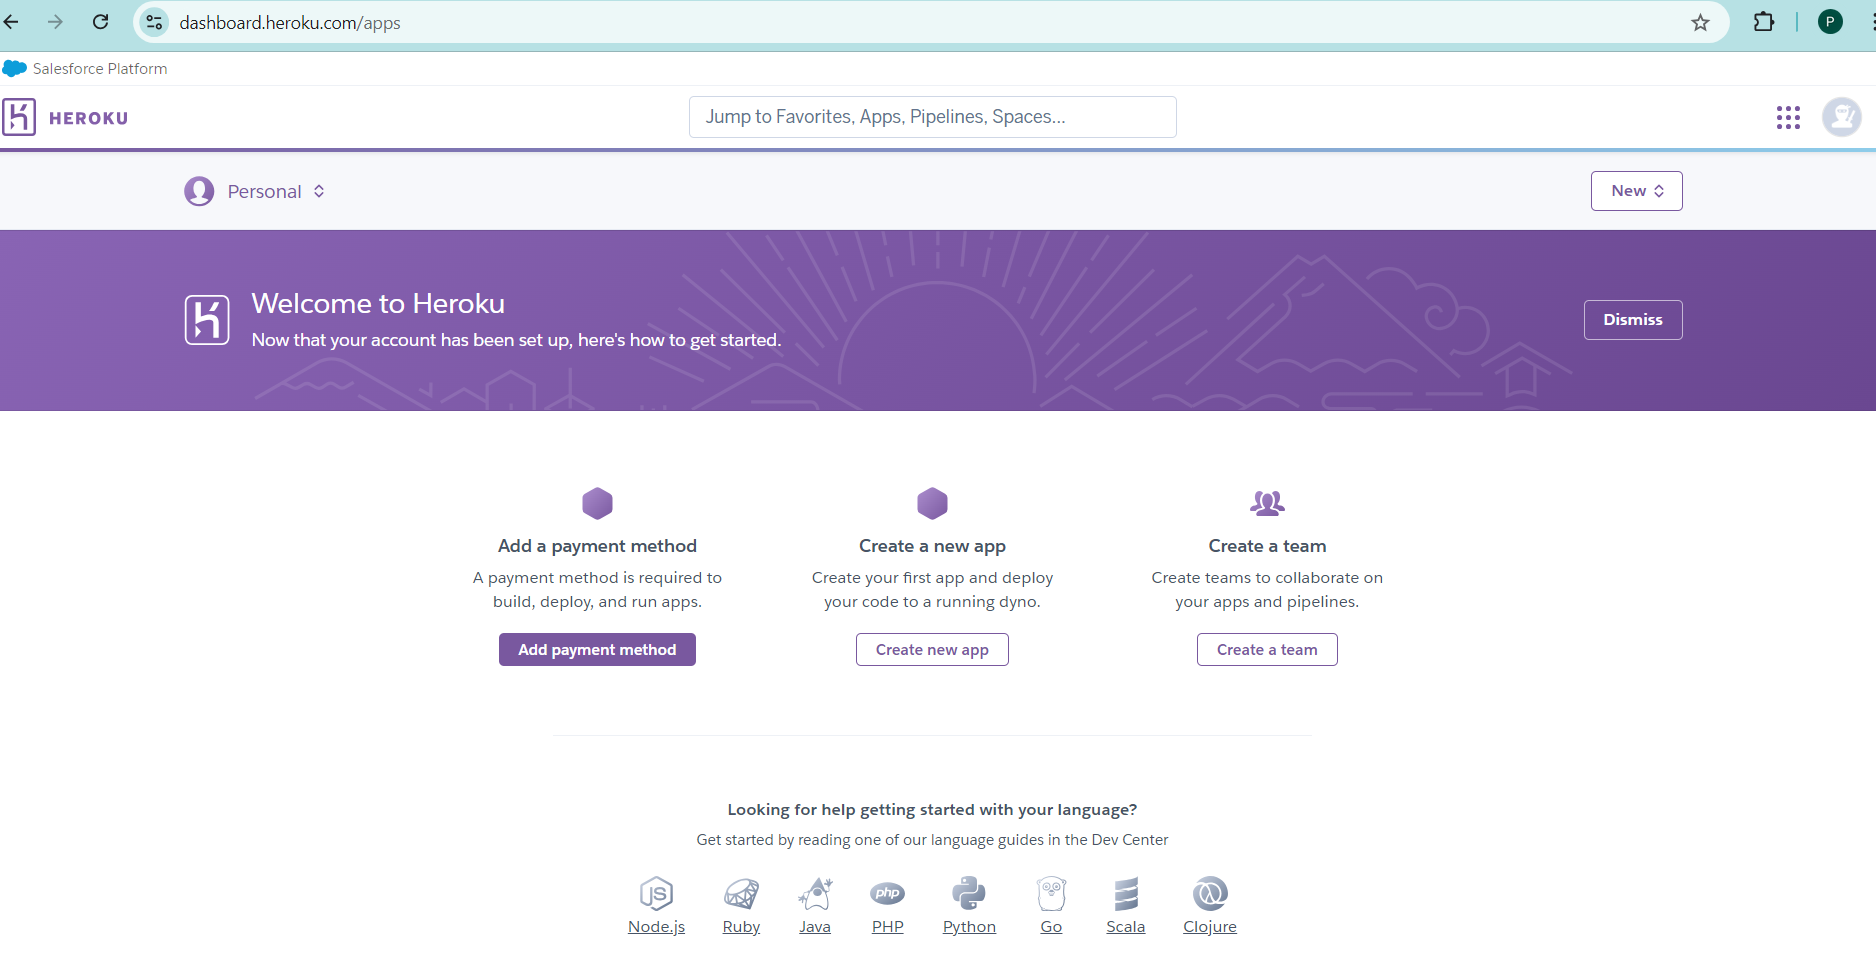 dashboard.heroku.com/apps
P
Salesforce Platform
HEROKU
Jump to Favorites, Apps, Pipelines, Spaces...
Personal
New
Welcome to Heroku
Now that your account has been set up, here's how to get started.
Dismiss
Add a payment method
A payment method is required to
build, deploy, and run apps.
Add payment method
Create a new app
Create your first app and deploy
your code to a running dyno.
Create new app
Create a team
Create teams to collaborate on
your apps and pipelines.
Create a team
Looking for help getting started with your language?
Get started by reading one of our language guides in the Dev Center
JS
php
Node.js Ruby Java PHP Python Go Scala Clojure